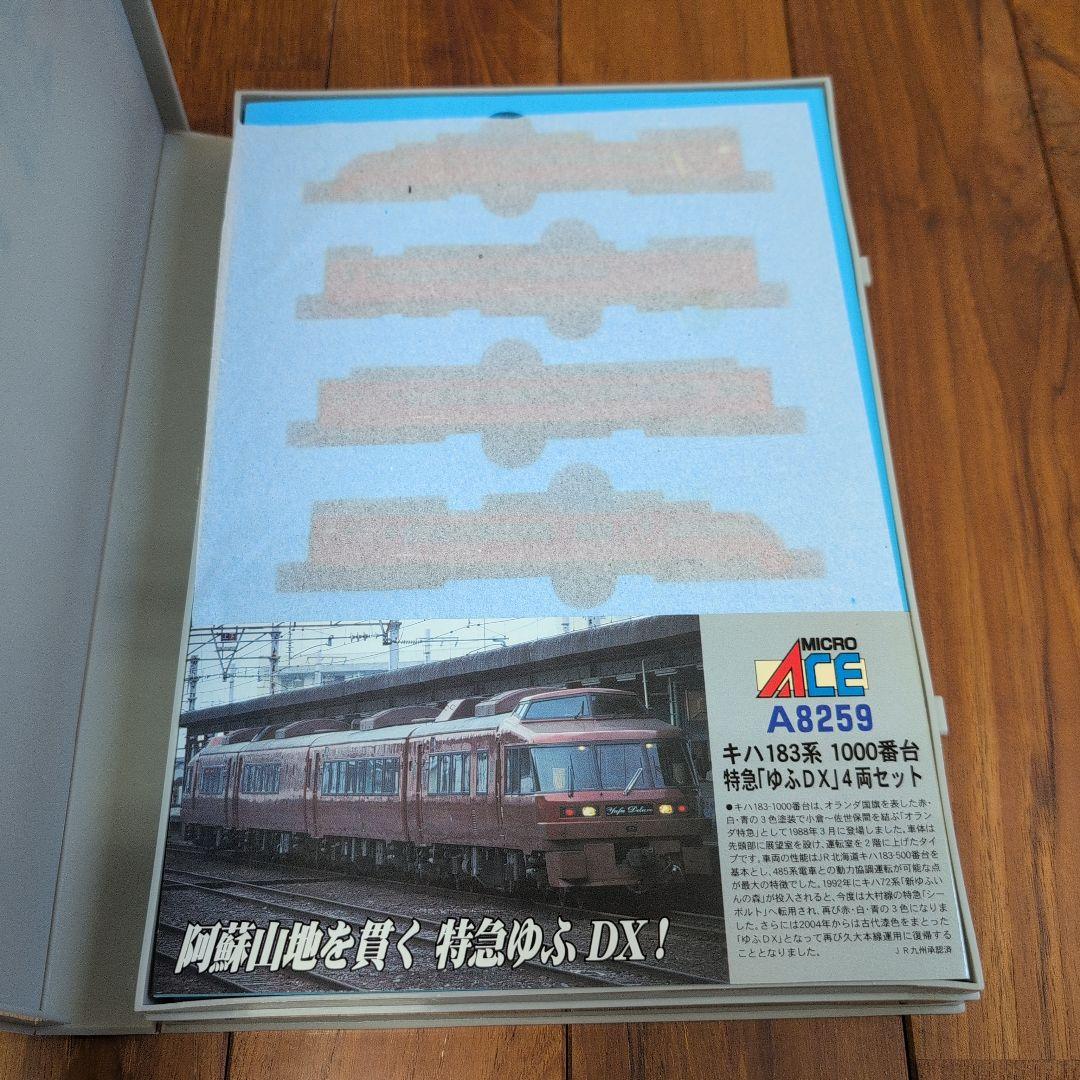 MICRO
ACE
A8259
キハ183系 1000番台
特急「ゆふDX」4両セット
●キハ183-1000番台は、オランダ国旗を表した赤・
白・青の3色塗装で小倉〜佐世保間を結ぶ「オラン
ダ特急」として1988年3月に登場しました。車体は
先頭部に展望室を設け、運転室を2階に上げたタイ
プです。車両の性能はJR北海道キハ183-500番台を
基本とし、485系電車との動力協調運転が可能な点
が最大の特徴でした。1992年にキハ72系「新ゆふい
んの森」が投入されると、今度は大村線の特急「シー
ボルト」へ転用され、再び赤・白・青の3色になりま
した。さらには2004年からは古代漆色をまとった
「ゆふDX」となって再び久大本線運用に復帰する
こととなりました。
JR九州承認済
Yufu Deluxe
阿蘇山地を貫く 特急ゆふDX！